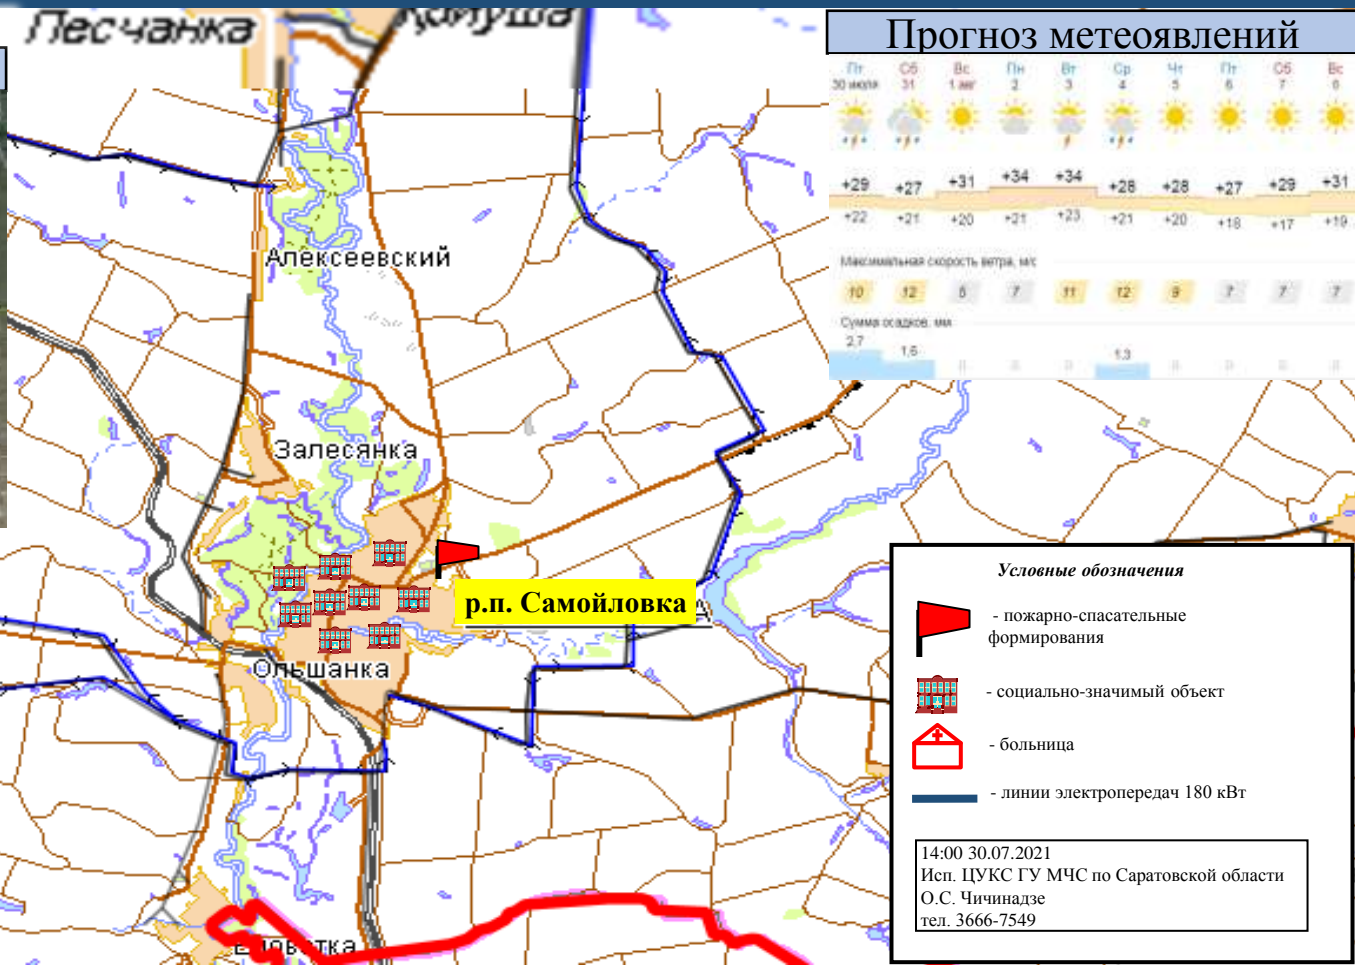 Песчанка
Прогноз метеоявлений
Пт Сб Вс Пн Вт Ср Чт Пт Сб Вс
30 июля 31 1 авг 2 3 4 5 6 7 8
+29 +27 +31 +34 +34 +28 +28 +27 +29 +31
+22 +21 +20 +21 +23 +21 +20 +18 +17 +19
Максимальная скорость ветра, м/с
10 12 7 11 12 9 7 7 7
Сумма осадков, мм
2,7 1,6 1,3
Алексеевский
Залесянка
р.п. Самойловка
Ольшанка
Еловатка
Условные обозначения
- пожарно-спасательные
формирования
- социально-значимый объект
- больница
- линии электропередач 180 кВт
14:00 30.07.2021
Исп. ЦУКС ГУ МЧС по Саратовской области
О.С. Чичинадзе
тел. 3666-7549